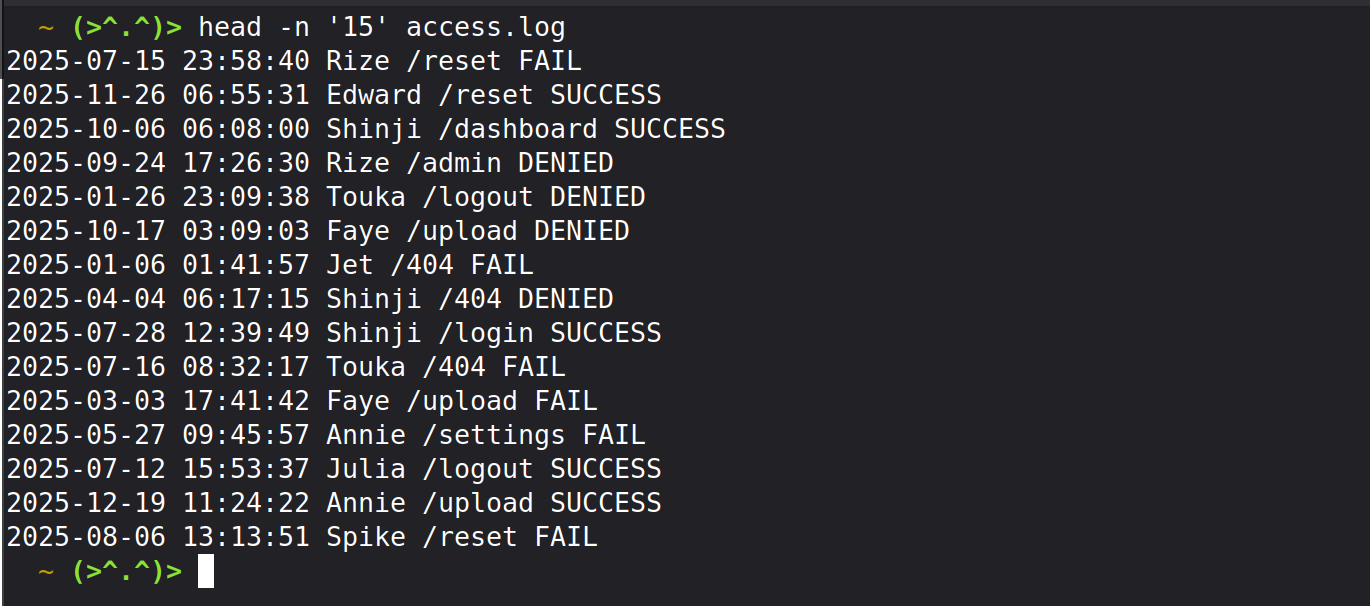 ~ (>^.^)> head -n '15' access.log
2025-07-15 23:58:40 Rize /reset FAIL
2025-11-26 06:55:31 Edward /reset SUCCESS
2025-10-06 06:08:00 Shinji /dashboard SUCCESS
2025-09-24 17:26:30 Rize /admin DENIED
2025-01-26 23:09:38 Touka /logout DENIED
2025-10-17 03:09:03 Faye /upload DENIED
2025-01-06 01:41:57 Jet /404 FAIL
2025-04-04 06:17:15 Shinji /404 DENIED
2025-07-28 12:39:49 Shinji /login SUCCESS
2025-07-16 08:32:17 Touka /404 FAIL
2025-03-03 17:41:42 Faye /upload FAIL
2025-05-27 09:45:57 Annie /settings FAIL
2025-07-12 15:53:37 Julia /logout SUCCESS
2025-12-19 11:24:22 Annie /upload SUCCESS
2025-08-06 13:13:51 Spike /reset FAIL
~ (>^.^)>